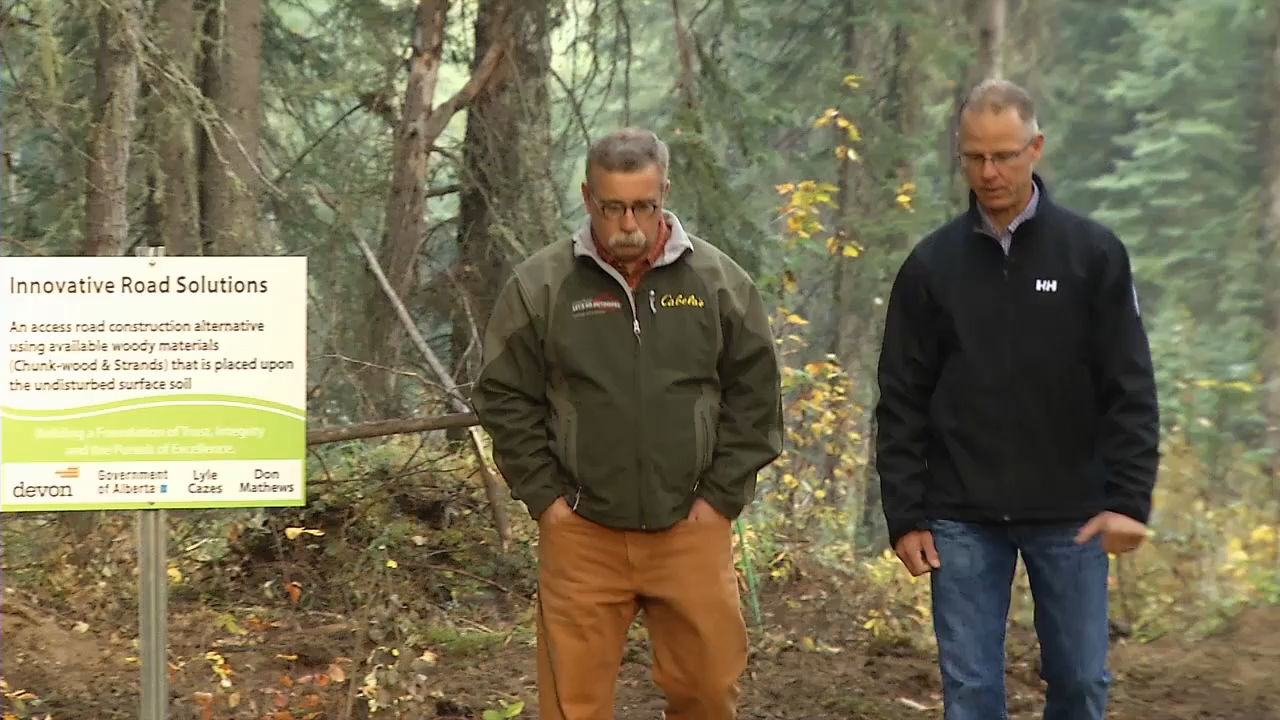 Innovative Road Solutions
An access road construction alternative
using available woody materials
(Chunk-wood & Strands) that is placed upon
the undisturbed surface soil
Building a Foundation of Trust, Integrity
and the Pursuit of Excellence.
devon
Government
of Alberta
Lyle
Cazes
Don
Mathews
Cabela's
HH